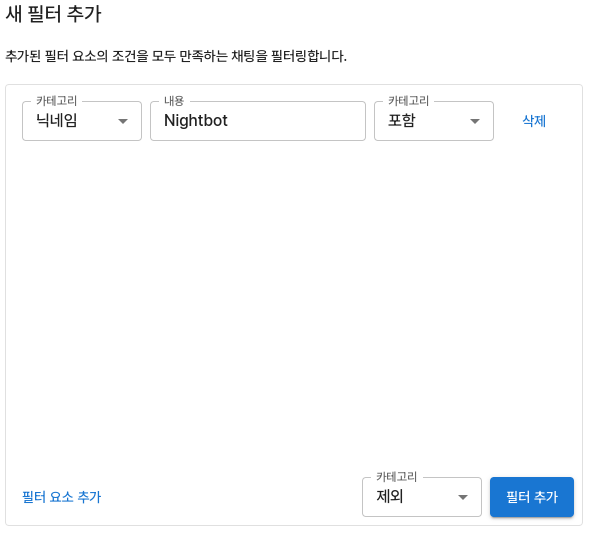 새 필터 추가
추가된 필터 요소의 조건을 모두 만족하는 채팅을 필터링합니다.
카테고리 내용 카테고리
닉네임 Nightbot 포함 삭제
카테고리
필터 요소 추가 제외 필터 추가